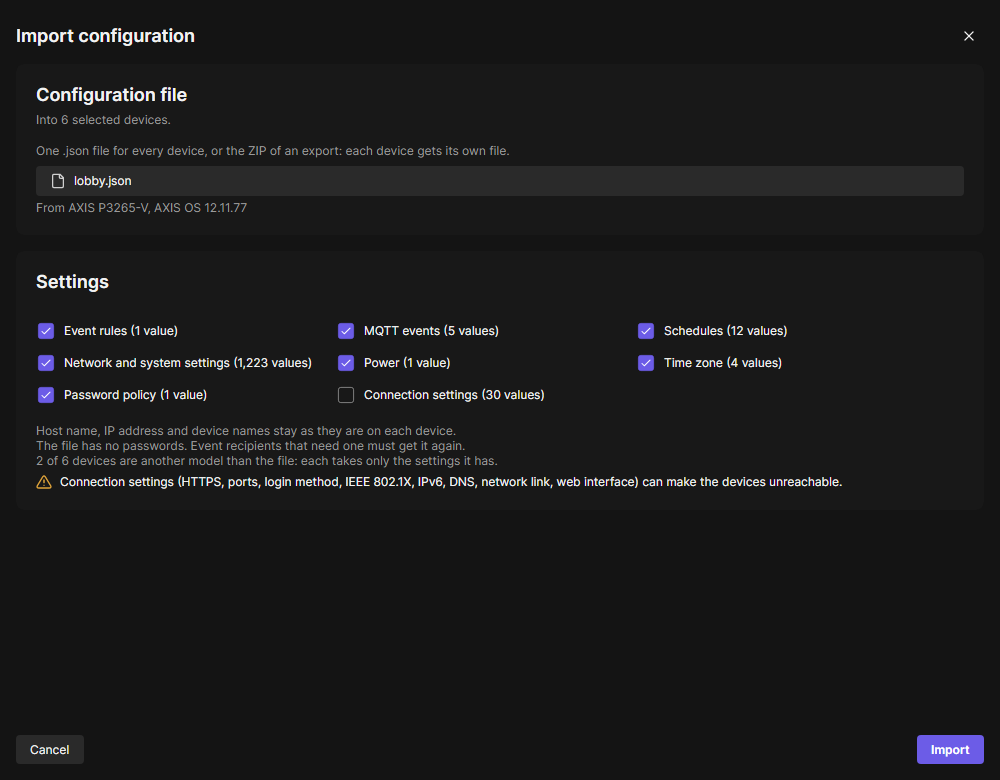 Import configuration
Configuration file
Into 6 selected devices.
One .json file for every device, or the ZIP of an export: each device gets its own file.
lobby.json
From AXIS P3265-V, AXIS OS 12.11.77
Settings
Event rules (1 value)
MQTT events (5 values)
Schedules (12 values)
Network and system settings (1,223 values)
Power (1 value)
Time zone (4 values)
Password policy (1 value)
Connection settings (30 values)
Host name, IP address and device names stay as they are on each device.
The file has no passwords. Event recipients that need one must get it again.
2 of 6 devices are another model than the file: each takes only the settings it has.
Connection settings (HTTPS, ports, login method, IEEE 802.1X, IPv6, DNS, network link, web interface) can make the devices unreachable.
Cancel
Import